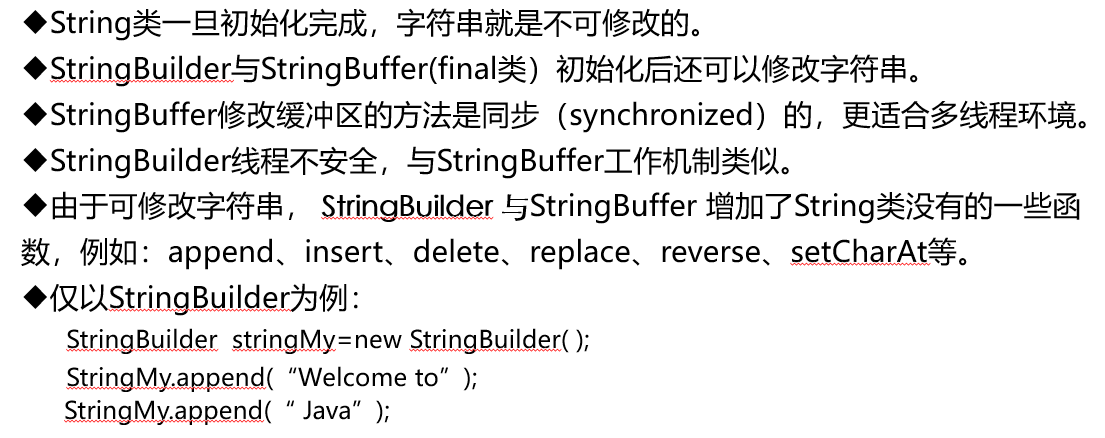 ◆String类一旦初始化完成，字符串就是不可修改的。
◆StringBuilder与StringBuffer(final类）初始化后还可以修改字符串。
◆StringBuffer修改缓冲区的方法是同步（synchronized）的，更适合多线程环境。
◆StringBuilder线程不安全，与StringBuffer工作机制类似。
◆由于可修改字符串， StringBuilder 与StringBuffer 增加了String类没有的一些函
数，例如：append、insert、delete、replace、reverse、setCharAt等。
◆仅以StringBuilder为例：
StringBuilder stringMy=new StringBuilder( );
StringMy.append(“Welcome to”);
StringMy.append(“ Java”);